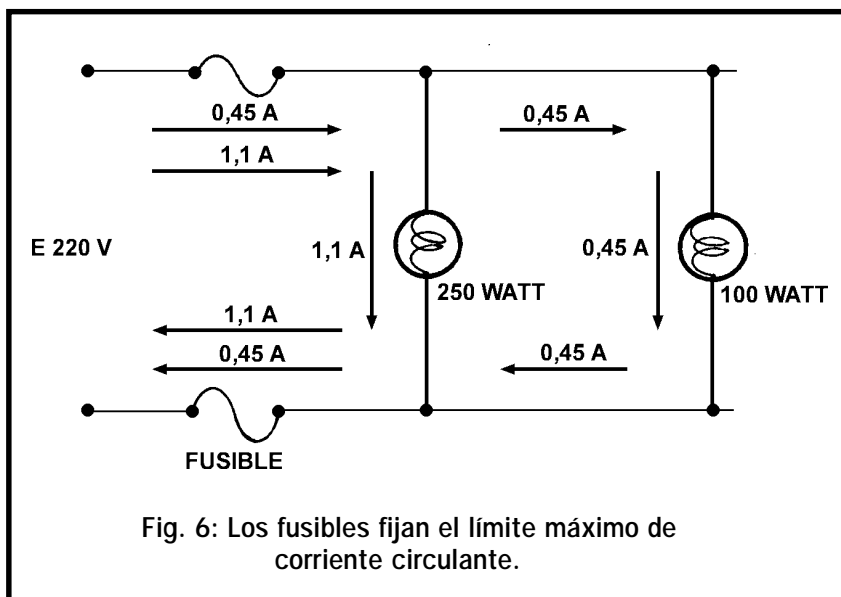 0,45 A
0,45 A
1,1 A
E 220 V
1,1 A
0,45 A
250 WATT
100 WATT
1,1 A
0,45 A
0,45 A
FUSIBLE
Fig. 6: Los fusibles fijan el límite máximo de
corriente circulante.